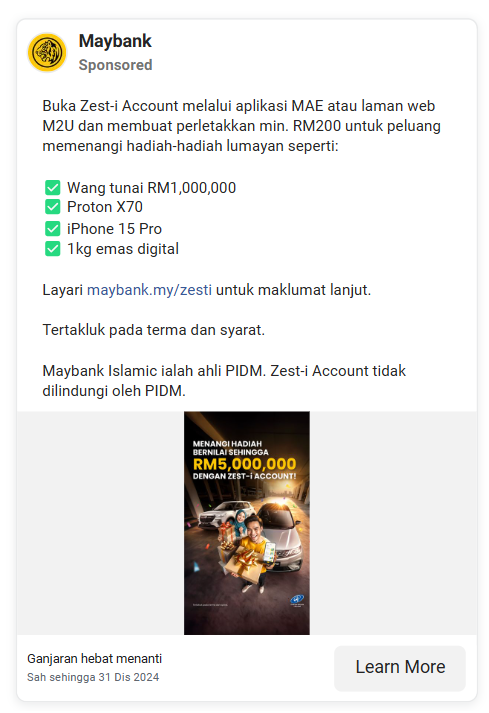 Maybank
Sponsored
Buka Zest-i Account melalui aplikasi MAE atau laman web
M2U dan membuat perletakkan min. RM200 untuk peluang
memenangi hadiah-hadiah lumayan seperti:
✅ Wang tunai RM1,000,000
✅ Proton X70
✅ iPhone 15 Pro
✅ 1kg emas digital
Layari maybank.my/zesti untuk maklumat lanjut.
Tertakluk pada terma dan syarat.
Maybank Islamic ialah ahli PIDM. Zest-i Account tidak
dilindungi oleh PIDM.
MENANGI HADIAH
BERNILAI SEHINGGA
RM5,000,000
DENGAN ZEST-i ACCOUNT!
Ganjaran hebat menanti
Sah sehingga 31 Dis 2024
Learn More